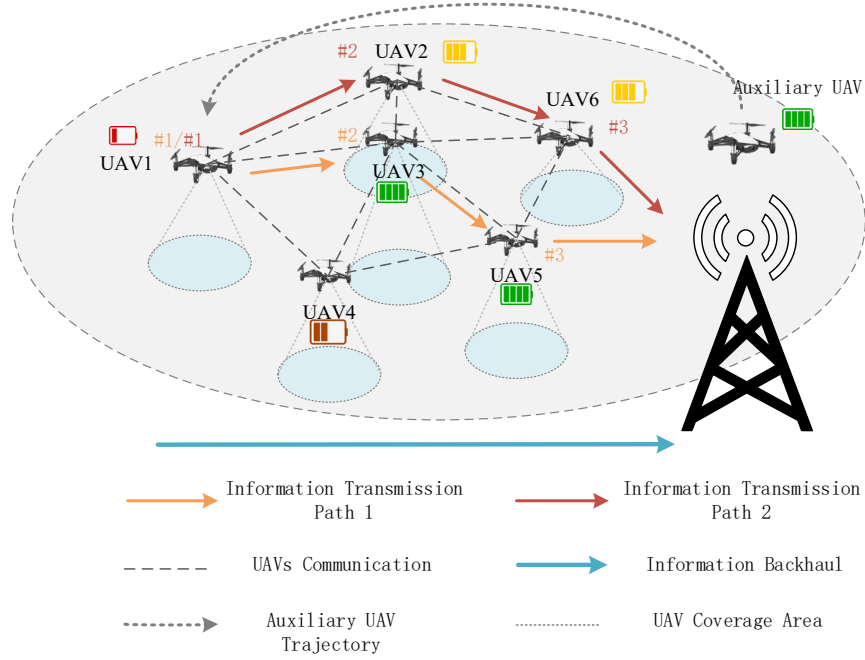 #2
UAV2
Auxiliary UAV
UAV6
#1/#1
#2
#3
UAV1
UAV3
#3
UAV5
UAV4
Information Transmission
Path 1
Information Transmission
Path 2
UAVs Communication
Information Backhaul
Auxiliary UAV
Trajectory
UAV Coverage Area